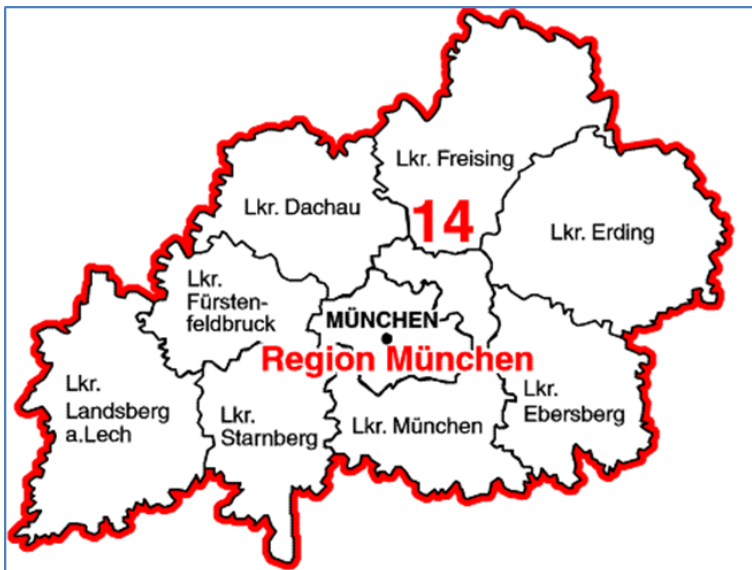 Lkr. Freising
Lkr. Dachau
14
Lkr. Erding
Lkr.
Fürsten-
feldbruck
MÜNCHEN
Region München
Lkr.
Landsberg
a.Lech
Lkr.
Starnberg
Lkr. München
Lkr.
Ebersberg